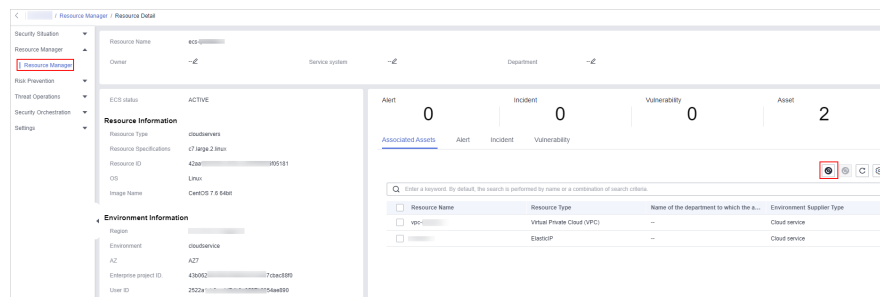 / Resource Manager / Resource Detail
Security Situation
Resource Manager
Resource Manager
Risk Prevention
Threat Operations
Security Orchestration
Settings
Resource Name ecs-
Owner -- Service system -- Department --
ECS status ACTIVE
Resource Information
Resource Type cloudservers
Resource Specifications c7.large.2.linux
Resource ID 42aa f05181
OS Linux
Image Name CentOS 7.6 64bit
Environment Information
Region
Environment cloudservice
AZ AZ7
Enterprise project ID 43b062 7cbac88f0
User ID 2522a 54ae890
Alert Incident Vulnerability Asset
0 0 0 2
Associated Assets Alert Incident Vulnerability
Enter a keyword. By default, the search is performed by name or a combination of search criteria.
Resource Name Resource Type Name of the department to which the a... Environment Supplier Type
vpc- Virtual Private Cloud (VPC) -- Cloud service
ElasticIP -- Cloud service